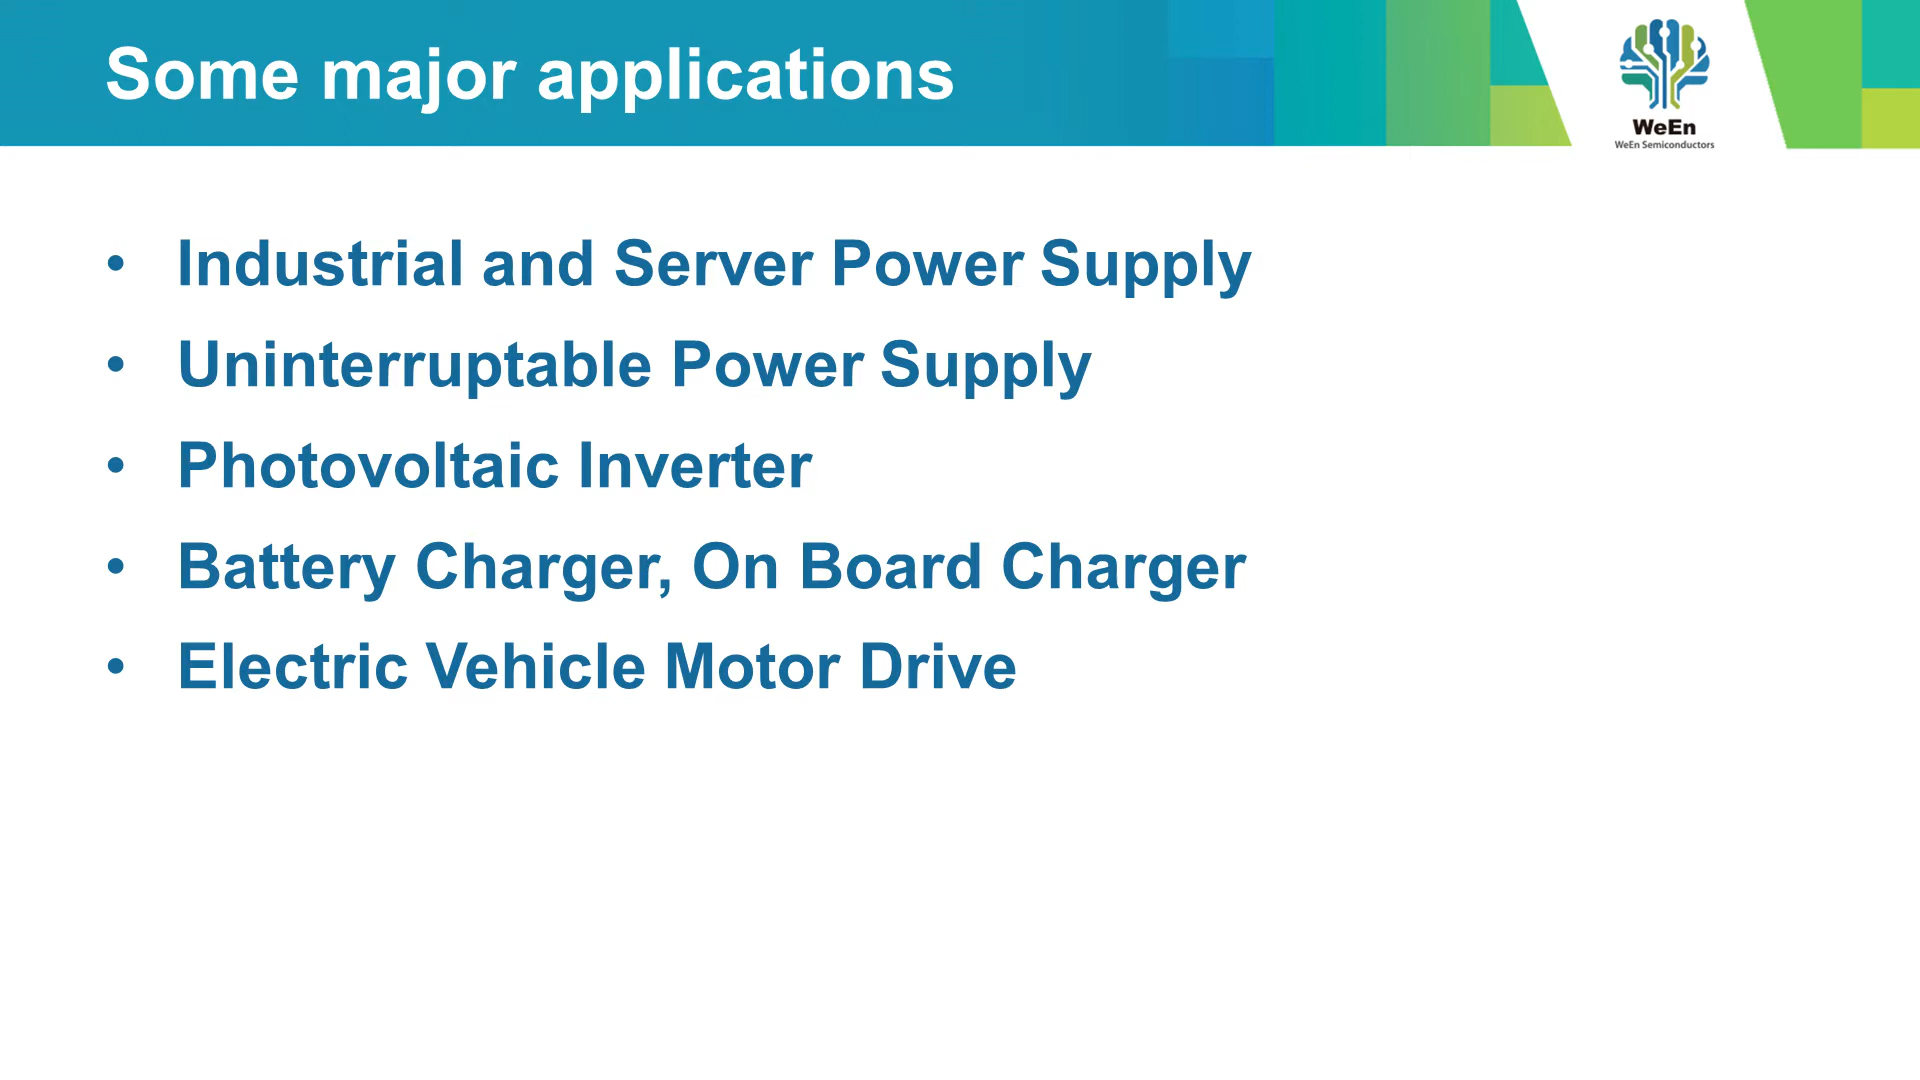 Some major applications
WeEn
WeEn Semiconductors
• Industrial and Server Power Supply
• Uninterruptable Power Supply
• Photovoltaic Inverter
• Battery Charger, On Board Charger
• Electric Vehicle Motor Drive